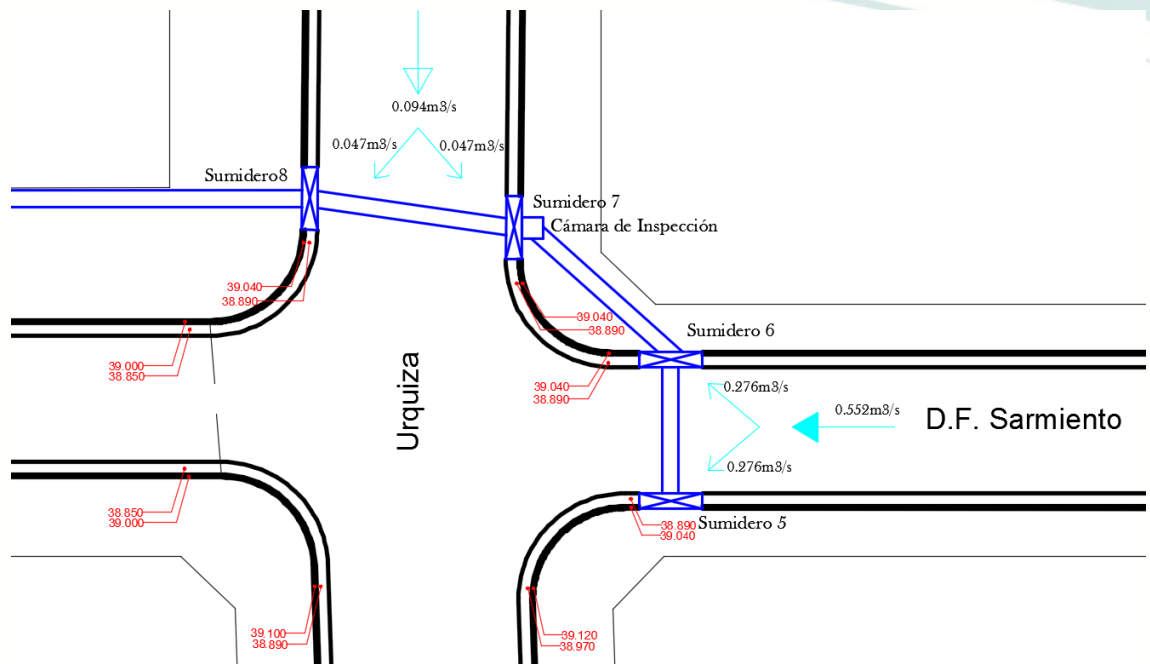 0.094m3/s
0.047m3/s
0.047m3/s
Sumidero8
Sumidero 7
Cámara de Inspección
39.040
38.890
39.040
38.890
Sumidero 6
39.000
38.850
39.040
38.890
Urquiza
0.276m3/s
0.552m3/s
D.F. Sarmiento
0.276m3/s
38.850
39.000
38.890
39.040
Sumidero 5
39.100
38.890
39.120
38.970